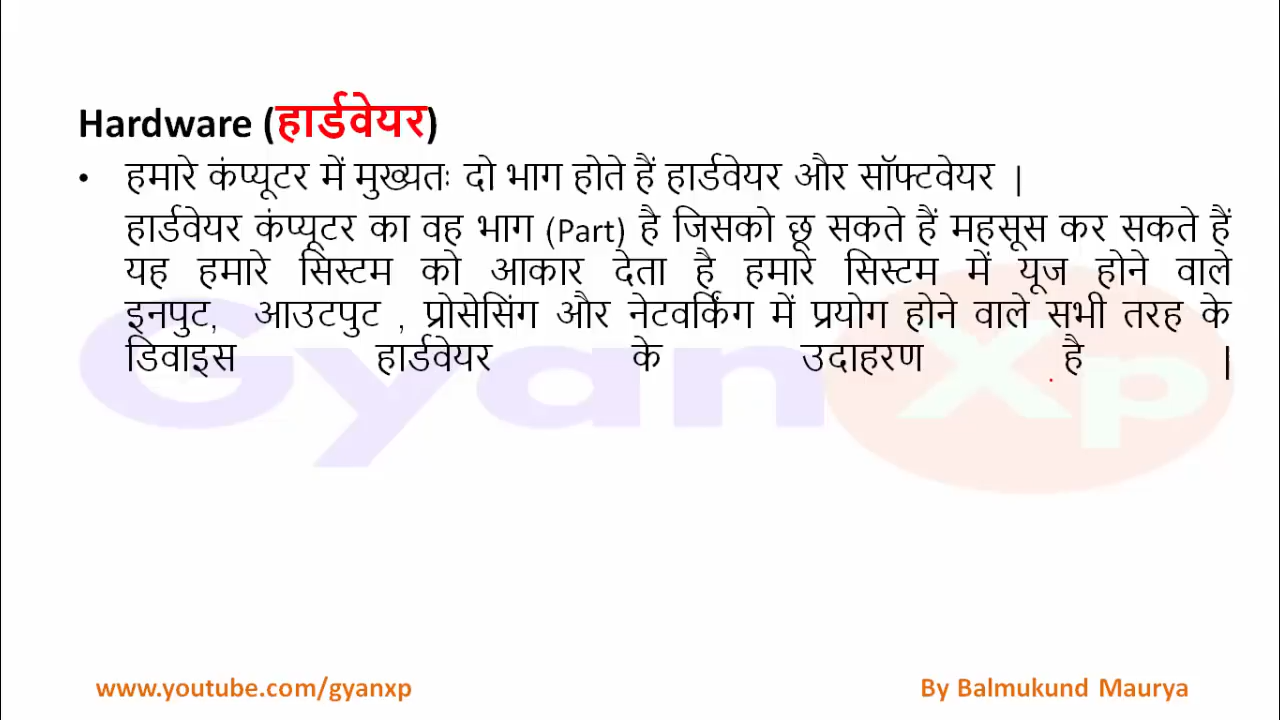 Hardware (हार्डवेयर)
• हमारे कंप्यूटर में मुख्यतः दो भाग होते हैं हार्डवेयर और सॉफ्टवेयर |
हार्डवेयर कंप्यूटर का वह भाग (Part) है जिसको छू सकते हैं महसूस कर सकते हैं
यह हमारे सिस्टम को आकार देता है हमारे सिस्टम में यूज होने वाले
इनपुट, आउटपुट , प्रोसेसिंग और नेटवर्किंग में प्रयोग होने वाले सभी तरह के
डिवाइस हार्डवेयर के उदाहरण है |
Gyan Xp
www.youtube.com/gyanxp
By Balmukund Maurya